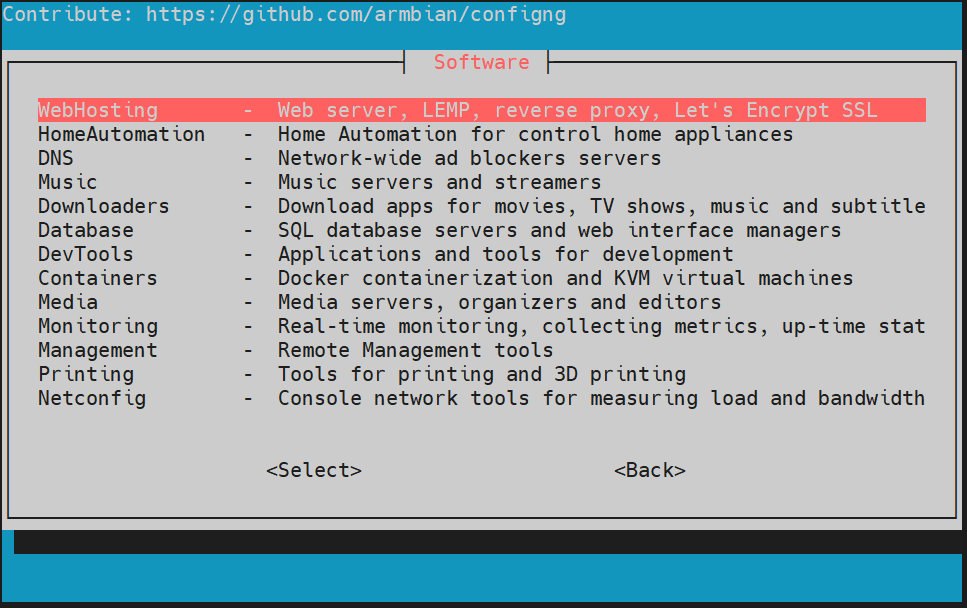 Contribute: https://github.com/armbian/configng
Software
WebHosting - Web server, LEMP, reverse proxy, Let's Encrypt SSL
HomeAutomation - Home Automation for control home appliances
DNS - Network-wide ad blockers servers
Music - Music servers and streamers
Downloaders - Download apps for movies, TV shows, music and subtitle
Database - SQL database servers and web interface managers
DevTools - Applications and tools for development
Containers - Docker containerization and KVM virtual machines
Media - Media servers, organizers and editors
Monitoring - Real-time monitoring, collecting metrics, up-time stat
Management - Remote Management tools
Printing - Tools for printing and 3D printing
Netconfig - Console network tools for measuring load and bandwidth
<Select> <Back>